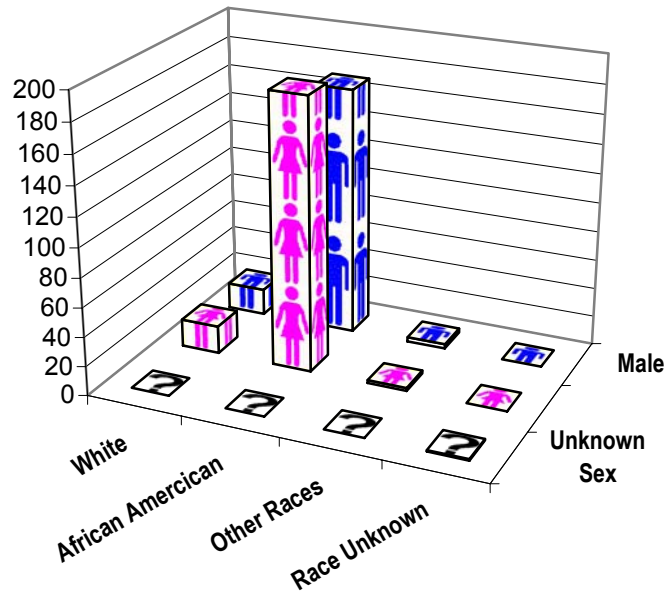 200
180
160
140
120
100
80
60
40
20
0
White
African Amercican
Other Races
Race Unknown
Male
Unknown
Sex
?
?
?
?